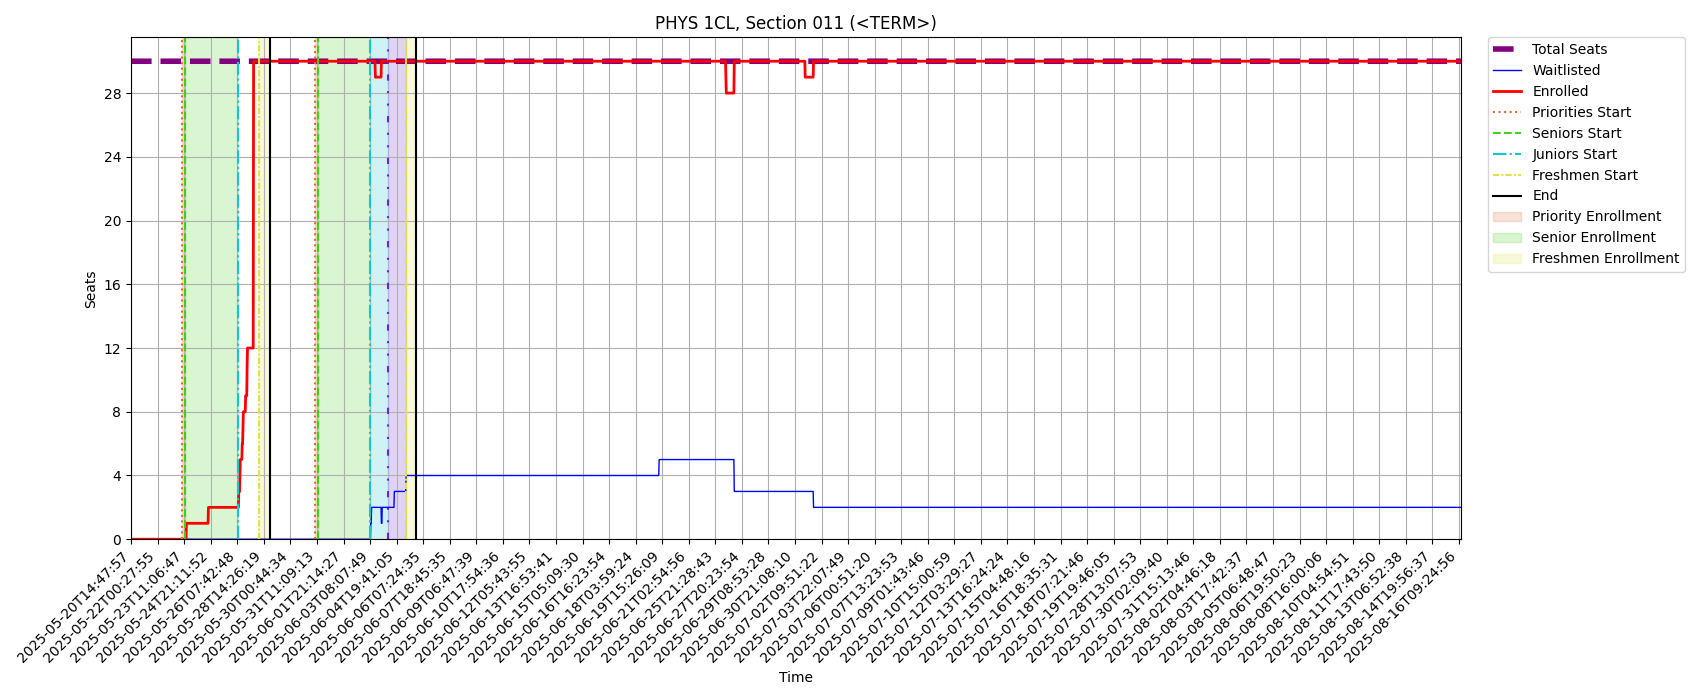 PHYS 1CL, Section 011 (<TERM>)
Total Seats
Waitlisted
Enrolled
Priorities Start
Seniors Start
Juniors Start
Freshmen Start
End
Priority Enrollment
Senior Enrollment
Freshmen Enrollment
Seats
28
24
20
16
12
8
4
0
2025-05-20T14:47:57
2025-05-22T00:27:55
2025-05-23T11:06:47
2025-05-24T21:11:52
2025-05-26T07:42:48
2025-05-28T14:26:19
2025-05-30T00:44:34
2025-05-31T11:09:13
2025-06-01T21:14:27
2025-06-03T08:07:49
2025-06-04T19:41:05
2025-06-06T07:24:35
2025-06-07T18:45:35
2025-06-09T06:47:39
2025-06-10T17:54:36
2025-06-12T05:43:55
2025-06-13T16:53:41
2025-06-15T05:09:30
2025-06-16T16:23:54
2025-06-18T03:59:24
2025-06-19T15:26:09
2025-06-21T02:54:56
2025-06-25T21:28:43
2025-06-27T20:23:54
2025-06-29T08:53:28
2025-06-30T21:08:10
2025-07-02T09:51:22
2025-07-03T22:07:49
2025-07-06T00:51:20
2025-07-07T13:23:53
2025-07-09T01:43:46
2025-07-10T15:00:59
2025-07-12T03:29:27
2025-07-13T16:24:24
2025-07-15T04:48:16
2025-07-16T18:35:31
2025-07-18T07:21:46
2025-07-19T19:46:05
2025-07-28T13:07:53
2025-07-30T02:09:40
2025-07-31T15:13:46
2025-08-02T04:46:18
2025-08-03T17:42:37
2025-08-05T06:48:47
2025-08-06T19:50:23
2025-08-08T16:00:06
2025-08-10T04:54:51
2025-08-11T17:43:50
2025-08-13T06:52:38
2025-08-14T19:56:37
2025-08-16T09:24:56
Time